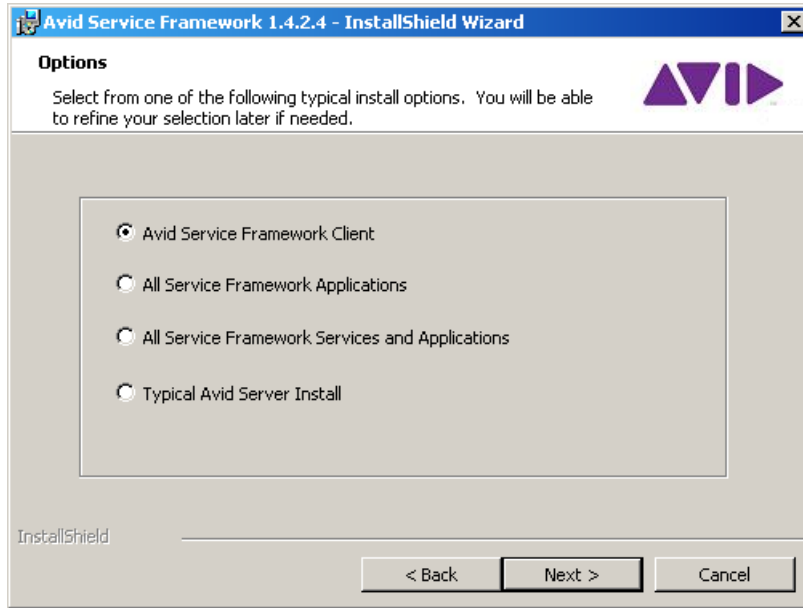 Avid Service Framework 1.4.2.4 - InstallShield Wizard
Options
Select from one of the following typical install options.  You will be able
to refine your selection later if needed.
AVID
Avid Service Framework Client
All Service Framework Applications
All Service Framework Services and Applications
Typical Avid Server Install
InstallShield
< Back
Next >
Cancel